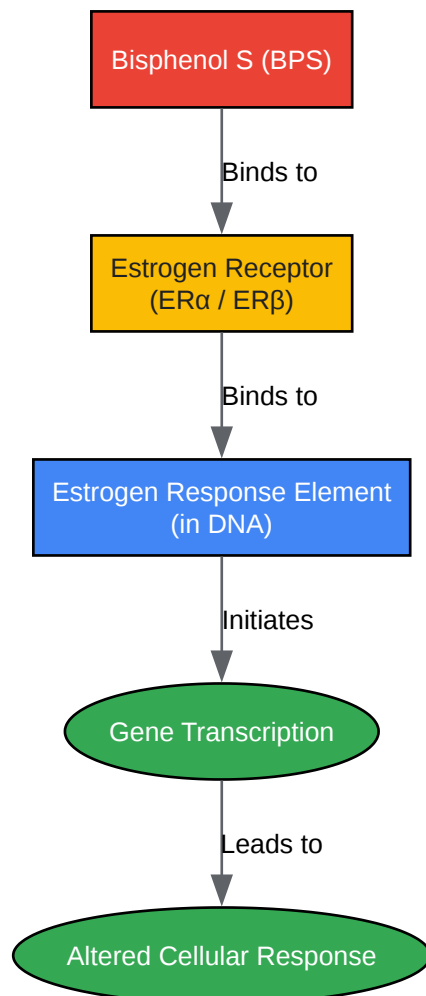 Bisphenol S (BPS)
Binds to
Estrogen Receptor
(ERα / ERβ)
Binds to
Estrogen Response Element
(in DNA)
Initiates
Gene Transcription
Leads to
Altered Cellular Response